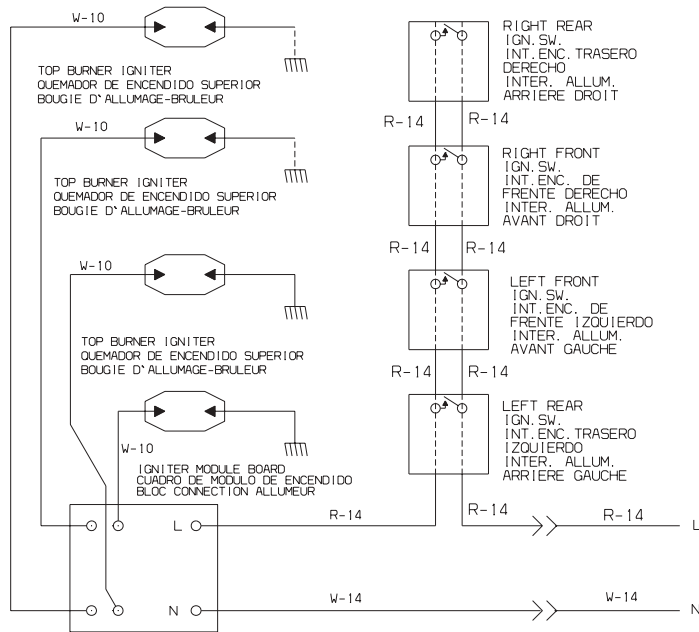 W-10
TOP BURNER IGNITER
QUEMADOR DE ENCENDIDO SUPERIOR
BOUGIE D`ALLUMAGE-BRULEUR
W-10
TOP BURNER IGNITER
QUEMADOR DE ENCENDIDO SUPERIOR
BOUGIE D`ALLUMAGE-BRULEUR
W-10
TOP BURNER IGNITER
QUEMADOR DE ENCENDIDO SUPERIOR
BOUGIE D`ALLUMAGE-BRULEUR
W-10
IGNITER MODULE BOARD
CUADRO DE MODULO DE ENCENDIDO
BLOC CONNECTION ALLUMEUR
L
N
RIGHT REAR
IGN.SW.
INT.ENC.TRASERO
DERECHO
INTER. ALLUM.
ARRIERE DROIT
R-14 R-14
RIGHT FRONT
IGN.SW.
INT.ENC. DE
FRENTE DERECHO
INTER. ALLUM.
AVANT DROIT
R-14 R-14
LEFT FRONT
IGN.SW.
INT.ENC. DE
FRENTE IZQUIERDO
INTER. ALLUM.
AVANT GAUCHE
R-14 R-14
LEFT REAR
IGN.SW.
INT.ENC.TRASERO
IZQUIERDO
INTER. ALLUM.
ARRIERE GAUCHE
R-14 R-14 R-14 L
W-14 W-14 N